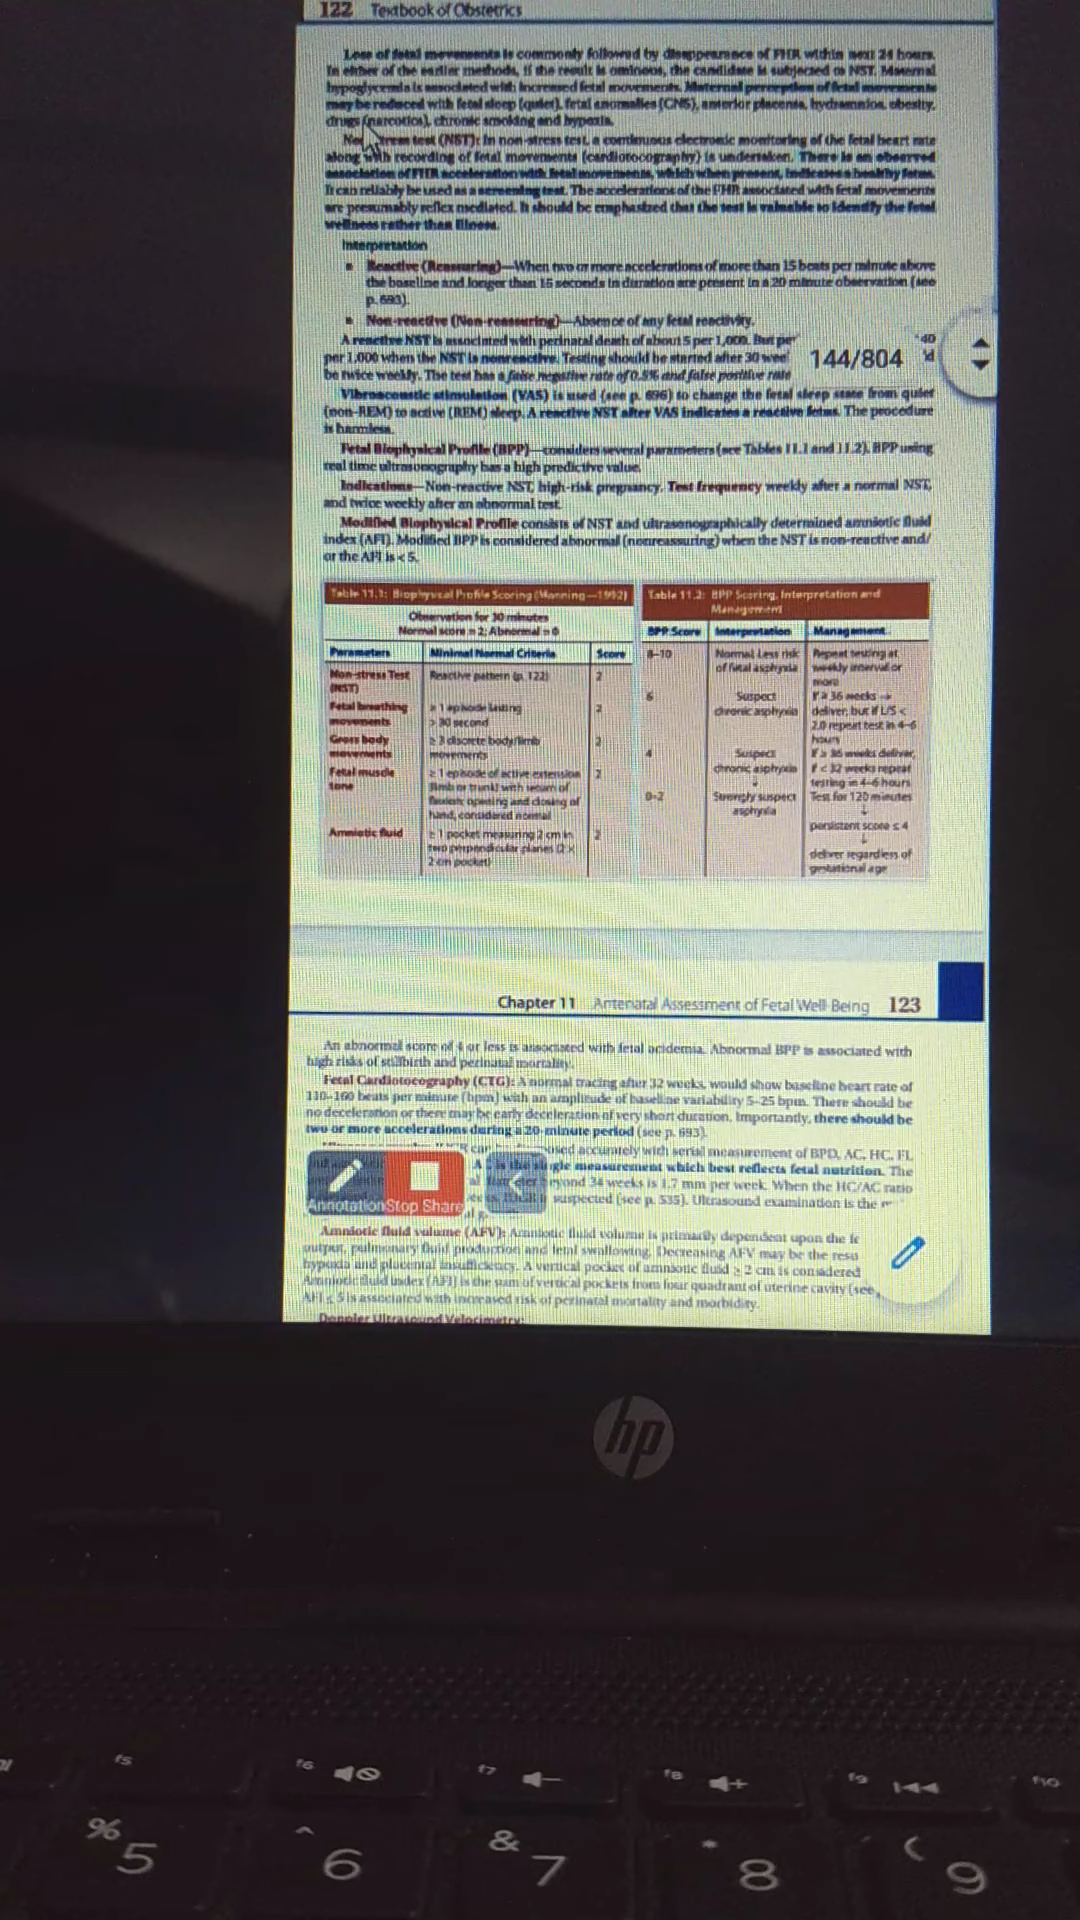 122 Textbook of Obstetrics
Loss of fetal movements is commonly followed by disappearance of FHR within next 24 hours.
In either of the earlier methods, if the result is ominous, the candidate is subjected to NST. Maternal
hypoglycemia is associated with increased fetal movements. Maternal perception of fetal movements
may be reduced with fetal sleep (quiet), fetal anomalies (CNS), anterior placenta, hydramnios, obesity,
drugs (narcotics), chronic smoking and hypoxia.
stress test (NST): In non-stress test, a continuous electronic monitoring of the fetal heart rate
along with recording of fetal movements (cardiotocography) is undertaken. There is an observed
association of FHR acceleration with fetal movements, which when present, indicates a healthy fetus.
It can reliably be used as a screening test. The accelerations of the FHR associated with fetal movements
are presumably reflex mediated. It should be emphasized that the test is valuable to identify the fetal
wellness rather than illness.
Interpretation
▪ Reactive (Reassuring)—When two or more accelerations of more than 15 beats per minute above
the baseline and longer than 15 seconds in duration are present in a 20 minute observation (see
p. 693).
▪ Non-reactive (Non-reassuring)—Absence of any fetal reactivity.
A reactive NST is associated with perinatal death of about 5 per 1,000. But per
40
per 1,000 when the NST is nonreactive. Testing should be started after 30
144/804
be twice weekly. The test has a false negative rate of 0.5% and false positive rate
Vibroacoustic stimulation (VAS) is used (see p. 696) to change the fetal sleep state from quiet
(non-REM) to active (REM) sleep. A reactive NST after VAS indicates a reactive fetus. The procedure
is harmless.
Fetal Biophysical Profile (BPP)—considers several parameters (see Tables 11.1 and 11.2). BPP using
real time ultrasonography has a high predictive value.
Indications—Non-reactive NST, high-risk pregnancy. Test frequency weekly after a normal NST,
and twice weekly after an abnormal test.
Modified Biophysical Profile consists of NST and ultrasonographically determined amniotic fluid
index (AFI). Modified BPP is considered abnormal (nonreassuring) when the NST is non-reactive and/
or the AFI is < 5.
Table 11.1: Biophysical Profile Scoring (Manning—1992)
Observation for 30 minutes
Normal score = 2; Abnormal = 0
Parameters Minimal Normal Criteria Score
Non-stress Test Reactive pattern (p. 122) 2
(NST)
Fetal breathing ≥ 1 episode lasting 2
movements > 30 second
Gross body ≥ 3 discrete body/limb 2
movements movements
Fetal muscle ≥ 1 episode of active extension 2
tone (limb or trunk) with return of
flexion: opening and closing of
hand, considered normal
Amniotic fluid ≥ 1 pocket measuring 2 cm in 2
two perpendicular planes (2 ×
2 cm pocket)
Table 11.2: BPP Scoring, Interpretation and
Management
BPP Score Interpretation Management
8–10 Normal Less risk Repeat testing at
of fetal asphyxia weekly interval or
more
6 Suspect If ≥ 36 weeks →
chronic asphyxia deliver, but if L/S <
2.0 repeat test in 4–6
hours
4 Suspect If ≥ 36 weeks deliver,
chronic asphyxia If < 32 weeks repeat
↓ testing in 4–6 hours
0–2 Strongly suspect Test for 120 minutes
asphyxia ↓
persistent score ≤ 4
↓
deliver regardless of
gestational age
Chapter 11 Antenatal Assessment of Fetal Well-Being 123
An abnormal score of 4 or less is associated with fetal acidemia. Abnormal BPP is associated with
high risks of stillbirth and perinatal mortality.
Fetal Cardiotocography (CTG): A normal tracing after 32 weeks, would show baseline heart rate of
110–160 beats per minute (bpm) with an amplitude of baseline variability 5–25 bpm. There should be
no deceleration or there may be early deceleration of very short duration. Importantly, there should be
two or more accelerations during a 20-minute period (see p. 693).
accurately with serial measurement of BPD, AC, HC, FL
is the single measurement which best reflects fetal nutrition. The
beyond 34 weeks is 1.7 mm per week. When the HC/AC ratio
suspected (see p. 535). Ultrasound examination is the
Annotation Stop Share
Amniotic fluid volume (AFV): Amniotic fluid volume is primarily dependent upon the
output, pulmonary fluid production and fetal swallowing. Decreasing AFV may be the
hypoxia and placental insufficiency. A vertical pocket of amniotic fluid ≥ 2 cm is considered
Amniotic fluid index (AFI) is the sum of vertical pockets from four quadrant of uterine cavity (see
AFI < 5 is associated with increased risk of perinatal mortality and morbidity.
Doppler Ultrasound Velocimetry:
hp
f5 f6 f7 f8 f9 f10
% 5 ^ 6 & 7 * 8 ( 9